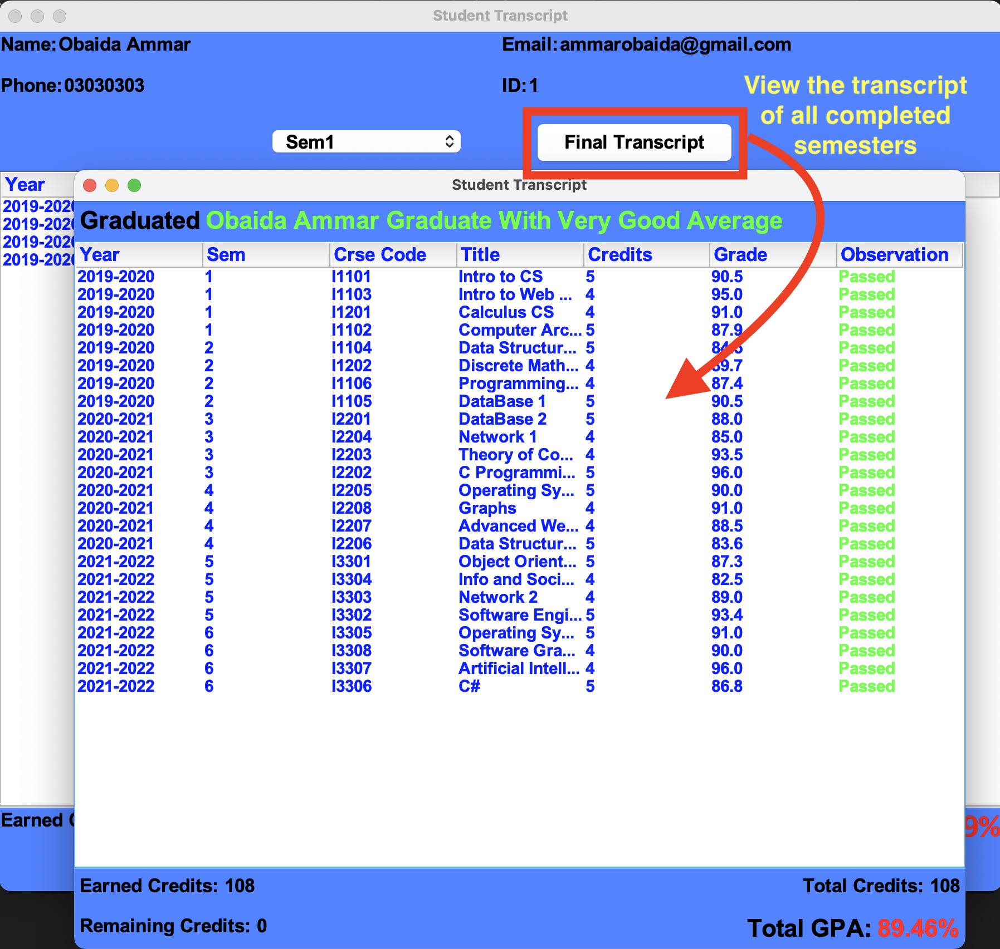 Student Transcript
Name: Obaida Ammar
Email: ammarobaida@gmail.com
Phone: 03030303
ID: 1
View the transcript
of all completed
semesters
Sem1
Final Transcript
Year
2019-2020
2019-2020
2019-2020
2019-2020
Student Transcript
Graduated Obaida Ammar Graduate With Very Good Average
Year Sem Crse Code Title Credits Grade Observation
2019-2020 1 I1101 Intro to CS 5 90.5 Passed
2019-2020 1 I1103 Intro to Web ... 4 95.0 Passed
2019-2020 1 I1201 Calculus CS 4 91.0 Passed
2019-2020 1 I1102 Computer Arc... 5 87.9 Passed
2019-2020 2 I1104 Data Structur... 5 Passed
2019-2020 2 I1202 Discrete Math... 4 Passed
2019-2020 2 I1106 Programming... 4 87.4 Passed
2019-2020 2 I1105 DataBase 1 5 90.5 Passed
2020-2021 3 I2201 DataBase 2 5 88.0 Passed
2020-2021 3 I2204 Network 1 4 85.0 Passed
2020-2021 3 I2203 Theory of Co... 4 93.5 Passed
2020-2021 3 I2202 C Programmi... 5 96.0 Passed
2020-2021 4 I2205 Operating Sy... 5 90.0 Passed
2020-2021 4 I2208 Graphs 4 91.0 Passed
2020-2021 4 I2207 Advanced We... 4 88.5 Passed
2020-2021 4 I2206 Data Structur... 5 83.6 Passed
2021-2022 5 I3301 Object Orient... 5 87.3 Passed
2021-2022 5 I3304 Info and Soci... 4 82.5 Passed
2021-2022 5 I3303 Network 2 4 89.0 Passed
2021-2022 5 I3302 Software Engi... 5 93.4 Passed
2021-2022 6 I3305 Operating Sy... 5 91.0 Passed
2021-2022 6 I3308 Software Gra... 4 90.0 Passed
2021-2022 6 I3307 Artificial Intell... 4 96.0 Passed
2021-2022 6 I3306 C# 5 86.8 Passed
Earned
9%
Earned Credits: 108
Total Credits: 108
Remaining Credits: 0
Total GPA: 89.46%